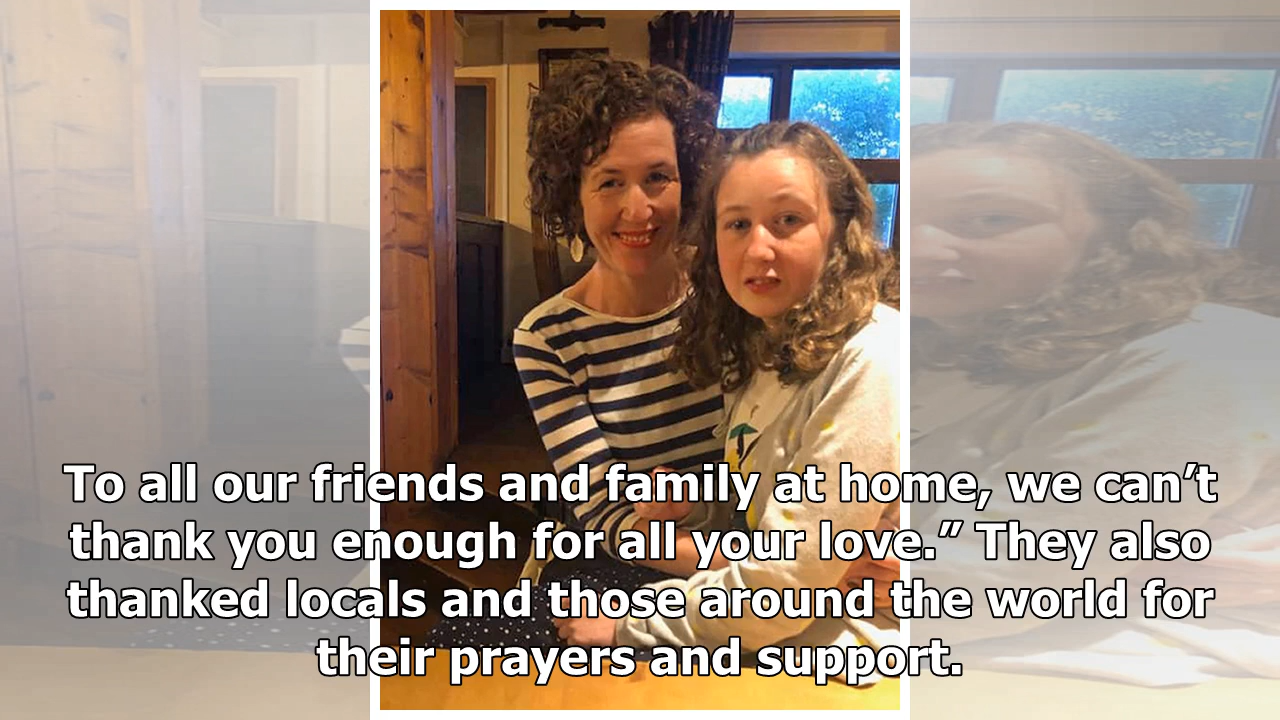 To all our friends and family at home, we can’t
thank you enough for all your love.” They also
thanked locals and those around the world for
their prayers and support.